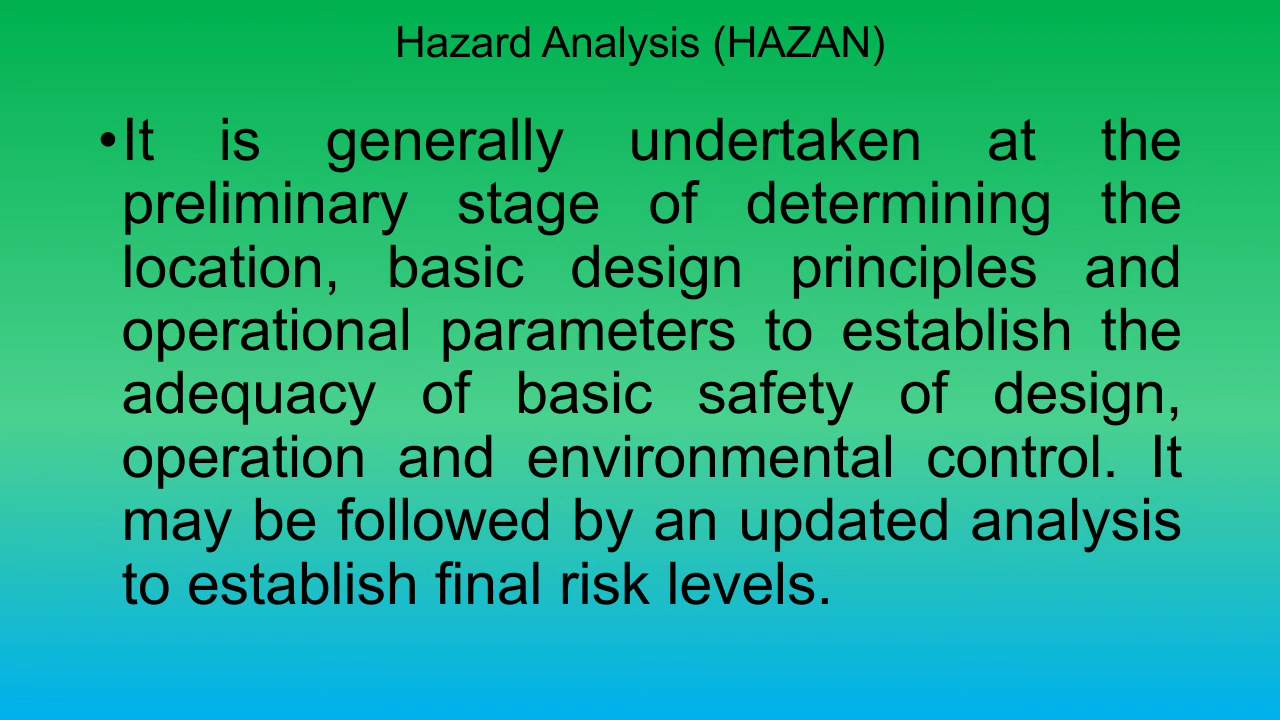 Hazard Analysis (HAZAN)
•It is generally undertaken at the
preliminary stage of determining the
location, basic design principles and
operational parameters to establish the
adequacy of basic safety of design,
operation and environmental control. It
may be followed by an updated analysis
to establish final risk levels.